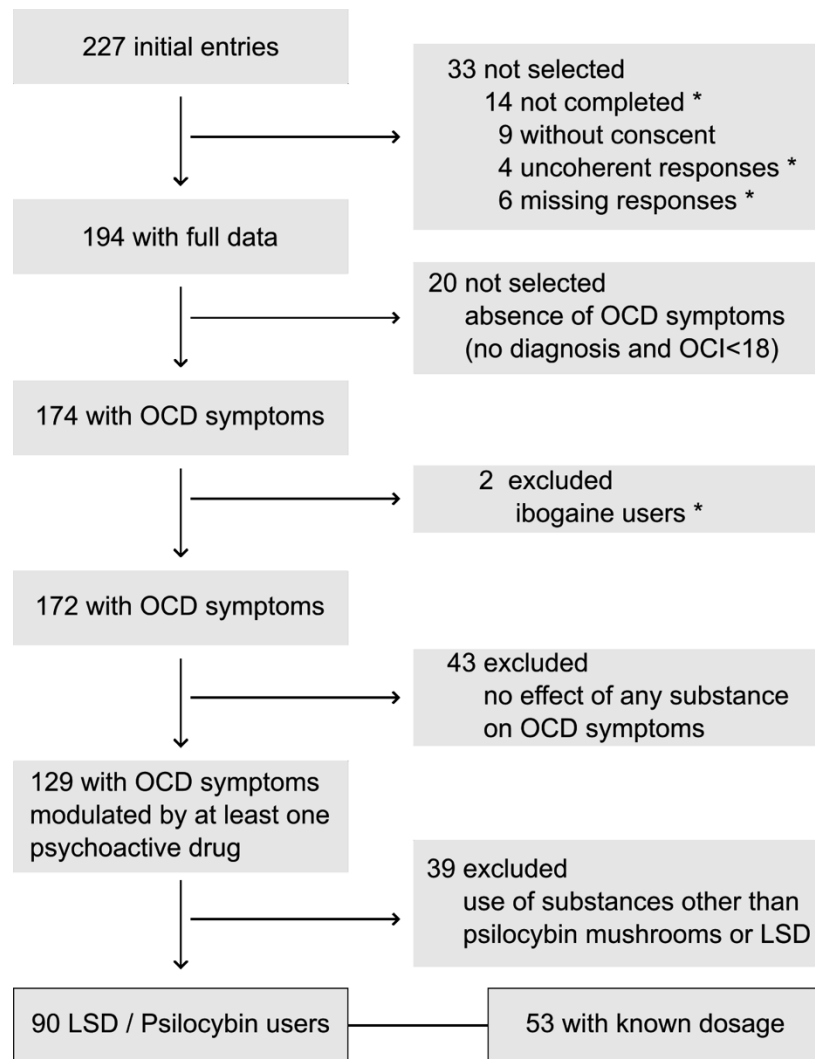 227 initial entries
33 not selected
14 not completed *
9 without conscent
4 uncoherent responses *
6 missing responses *
194 with full data
20 not selected
absence of OCD symptoms
(no diagnosis and OCI<18)
174 with OCD symptoms
2 excluded
ibogaine users *
172 with OCD symptoms
43 excluded
no effect of any substance
on OCD symptoms
129 with OCD symptoms
modulated by at least one
psychoactive drug
39 excluded
use of substances other than
psilocybin mushrooms or LSD
90 LSD / Psilocybin users
53 with known dosage